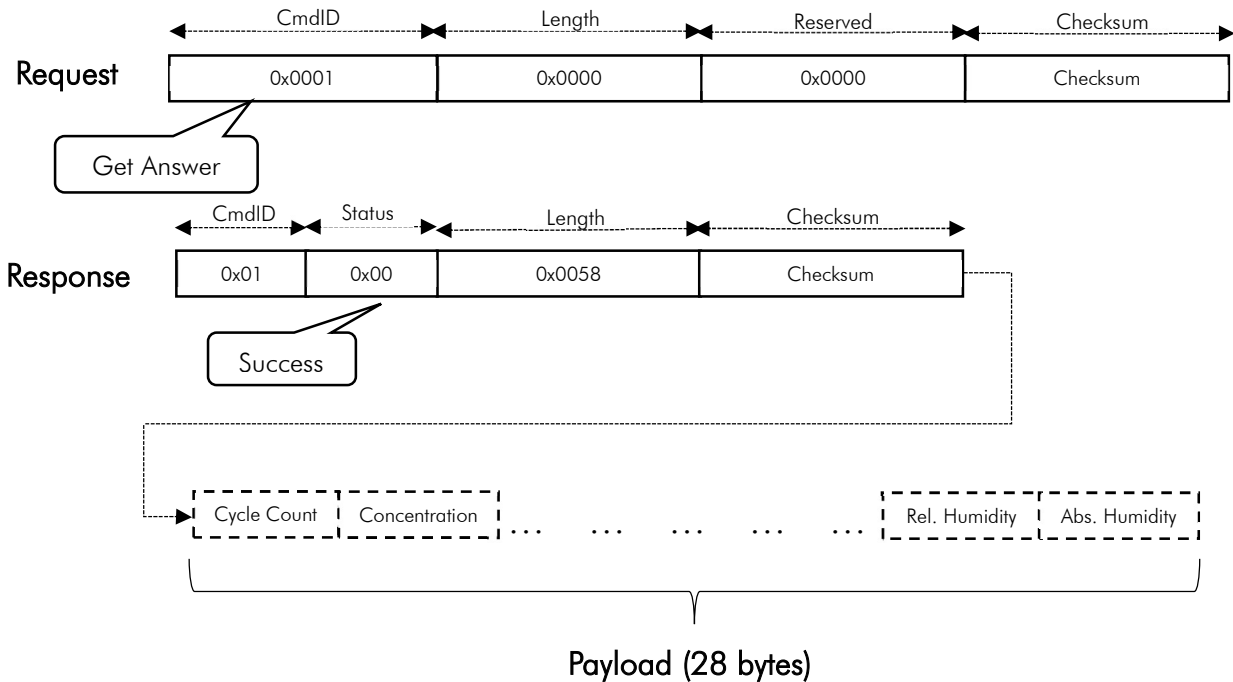 CmdID Length Reserved Checksum
Request 0x0001 0x0000 0x0000 Checksum
Get Answer
CmdID Status Length Checksum
Response 0x01 0x00 0x0058 Checksum
Success
Cycle Count Concentration ... ... ... ... ... Rel. Humidity Abs. Humidity
Payload (28 bytes)